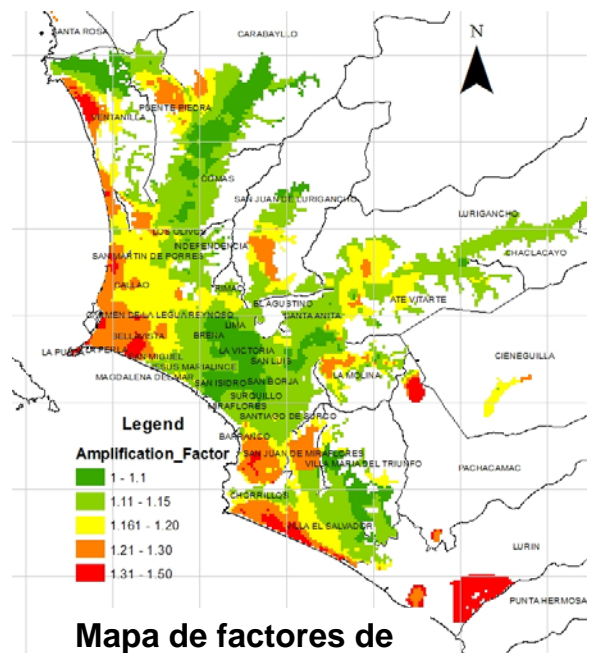 SANTA ROSA
CARABAYLLO
N
PUENTE PIEDRA
VENTANILLA
COMAS
SAN JUAN DE LURIGANCHO
LURIGANCHO
LOS OLIVOS
INDEPENDENCIA
SAN MARTIN DE PORRES
CHACLACAYO
CALLAO
RIMAC
EL AGUSTINO
ATE VITARTE
SANTA ANITA
CARMEN DE LA LEGUA REYNOSO
LIMA
BELLAVISTA
BREÑA
LA VICTORIA
SAN LUIS
LA PERLA
SAN MIGUEL
CIENEGUILLA
LA MOLINA
MAGDALENA DEL MAR
SAN ISIDRO
SAN BORJA
SURQUILLO
MIRAFLORES
SANTIAGO DE SURCO
BARRANCO
SAN JUAN DE MIRAFLORES
VILLA MARIA DEL TRIUNFO
PACHACAMAC
CHORRILLOS
VILLA EL SALVADOR
LURIN
PUNTA HERMOSA
Legend
Amplification_Factor
1 - 1.1
1.11 - 1.15
1.161 - 1.20
1.21 - 1.30
1.31 - 1.50
Mapa de factores de